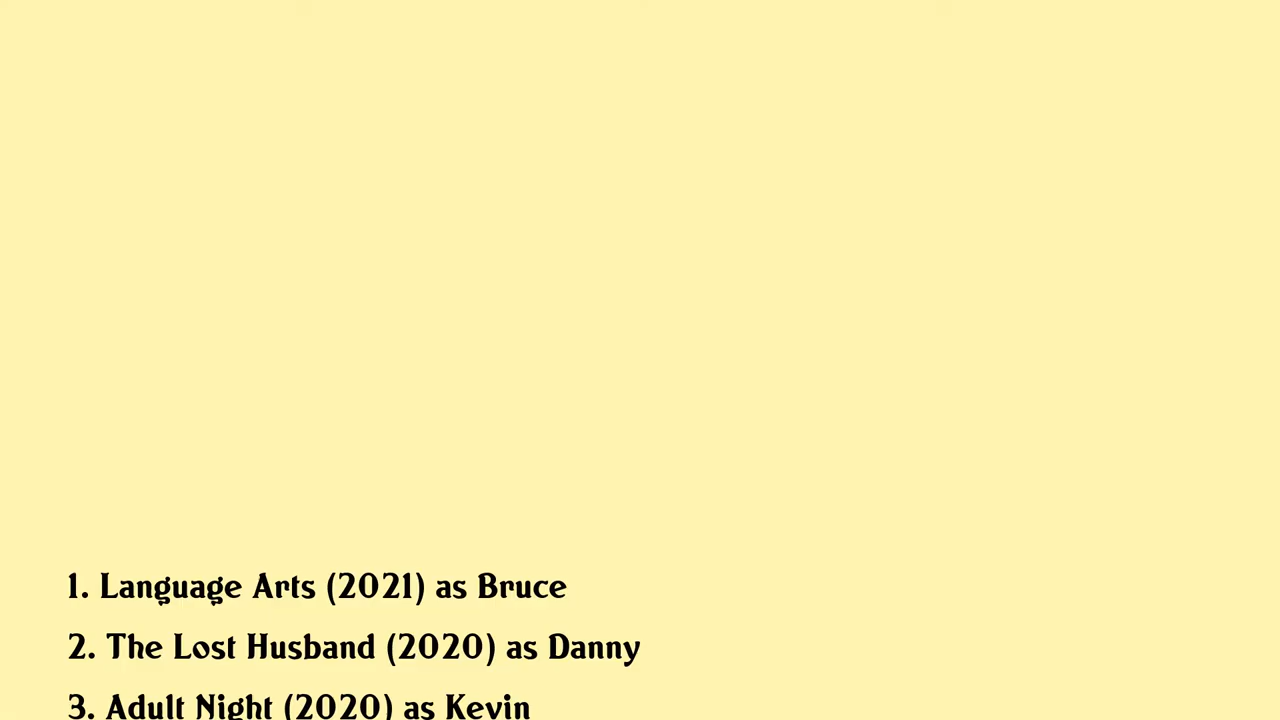 1. Language Arts (2021) as Bruce
2. The Lost Husband (2020) as Danny
3. Adult Night (2020) as Kevin